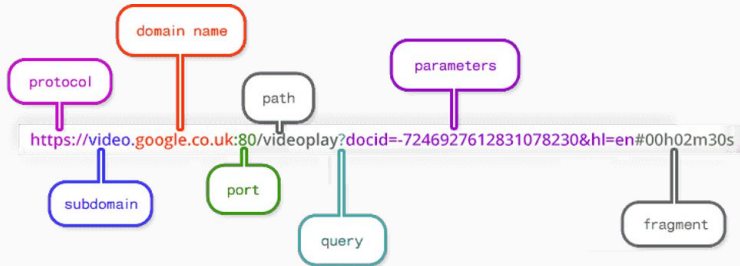 domain name
protocol
parameters
path
https://video.google.co.uk:80/videoplay?docid=-7246927612831078230&hl=en#00h02m30s
subdomain
port
query
fragment